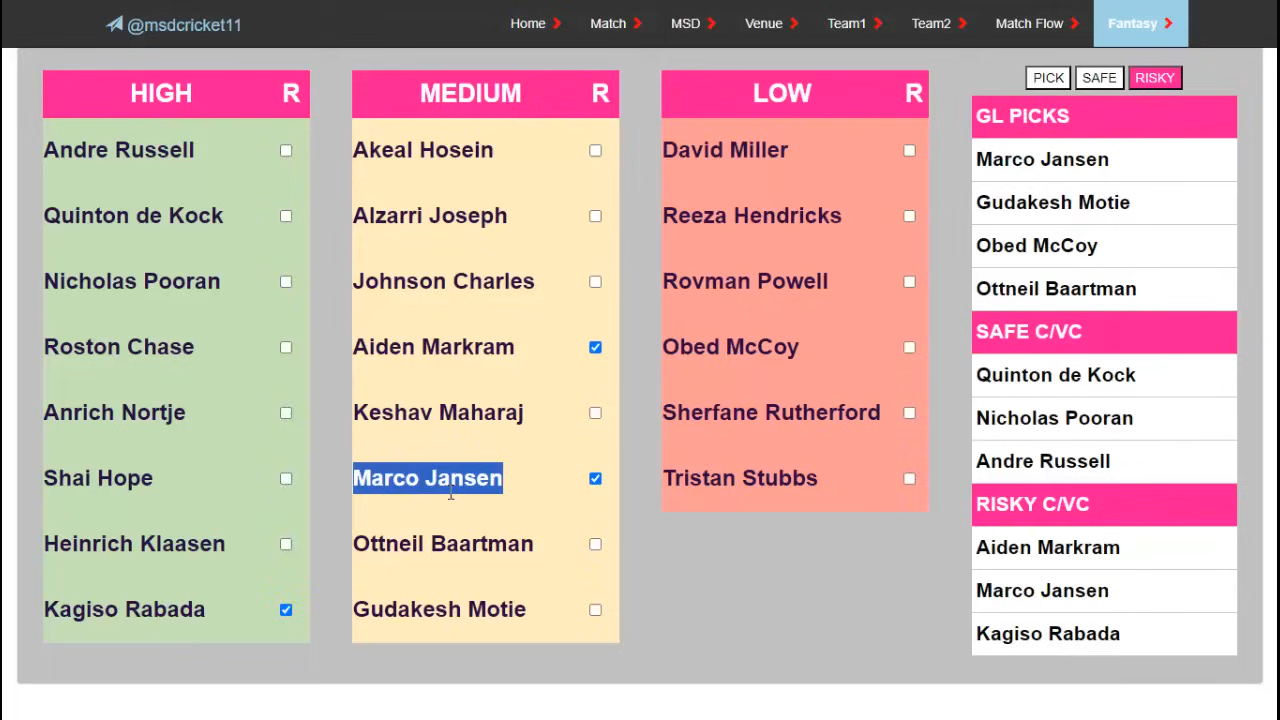 @msdcricket11
Home Match MSD Venue Team1 Team2 Match Flow Fantasy
HIGH R
Andre Russell
Quinton de Kock
Nicholas Pooran
Roston Chase
Anrich Nortje
Shai Hope
Heinrich Klaasen
Kagiso Rabada
MEDIUM R
Akeal Hosein
Alzarri Joseph
Johnson Charles
Aiden Markram
Keshav Maharaj
Marco Jansen
Ottneil Baartman
Gudakesh Motie
LOW R
David Miller
Reeza Hendricks
Rovman Powell
Obed McCoy
Sherfane Rutherford
Tristan Stubbs
PICK SAFE RISKY
GL PICKS
Marco Jansen
Gudakesh Motie
Obed McCoy
Ottneil Baartman
SAFE C/VC
Quinton de Kock
Nicholas Pooran
Andre Russell
RISKY C/VC
Aiden Markram
Marco Jansen
Kagiso Rabada